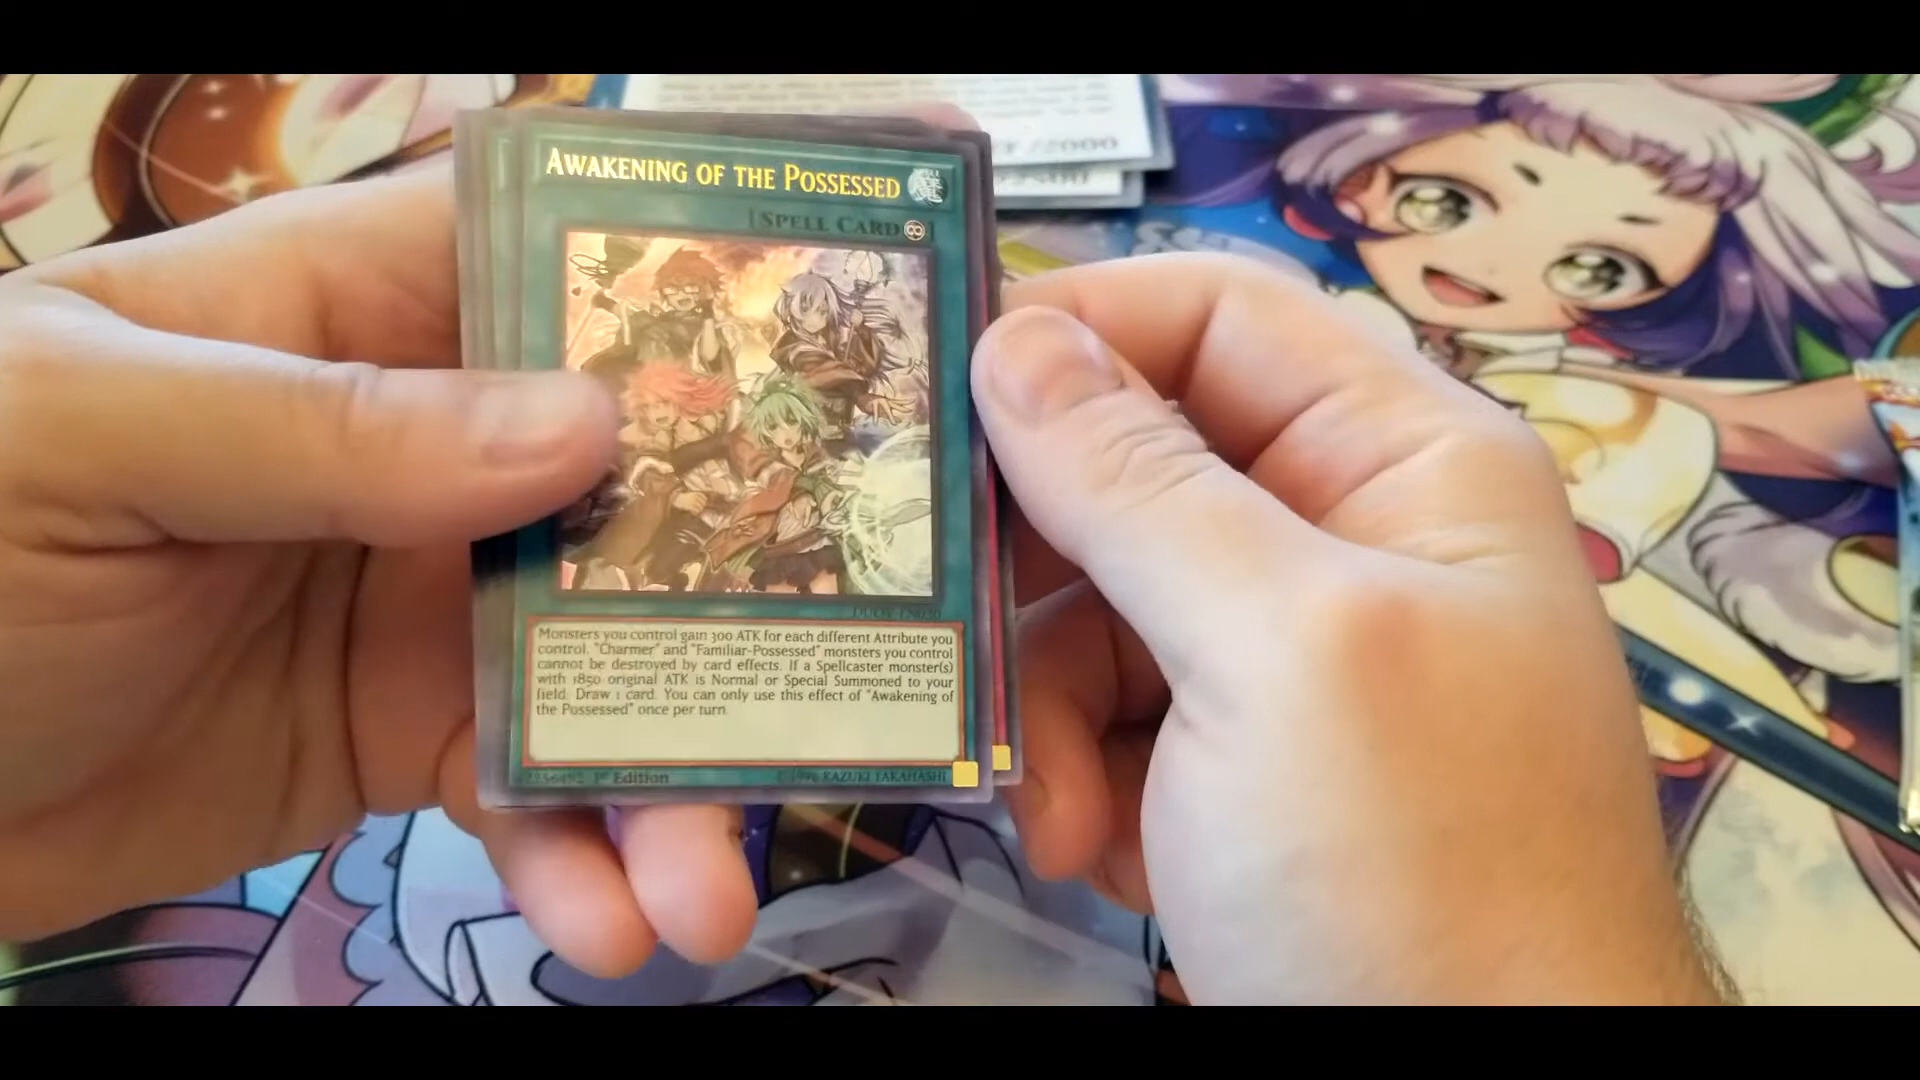 AWAKENING OF THE POSSESSED
SPELL CARD
Monsters you control gain 300 ATK for each different Attribute you
control. "Charmer" and "Familiar-Possessed" monsters you control
cannot be destroyed by card effects. If a Spellcaster monster(s)
with 1850 original ATK is Normal or Special Summoned to your
field: Draw 1 card. You can only use this effect of "Awakening of
the Possessed" once per turn.
1st Edition
©1996 KAZUKI TAKAHASHI